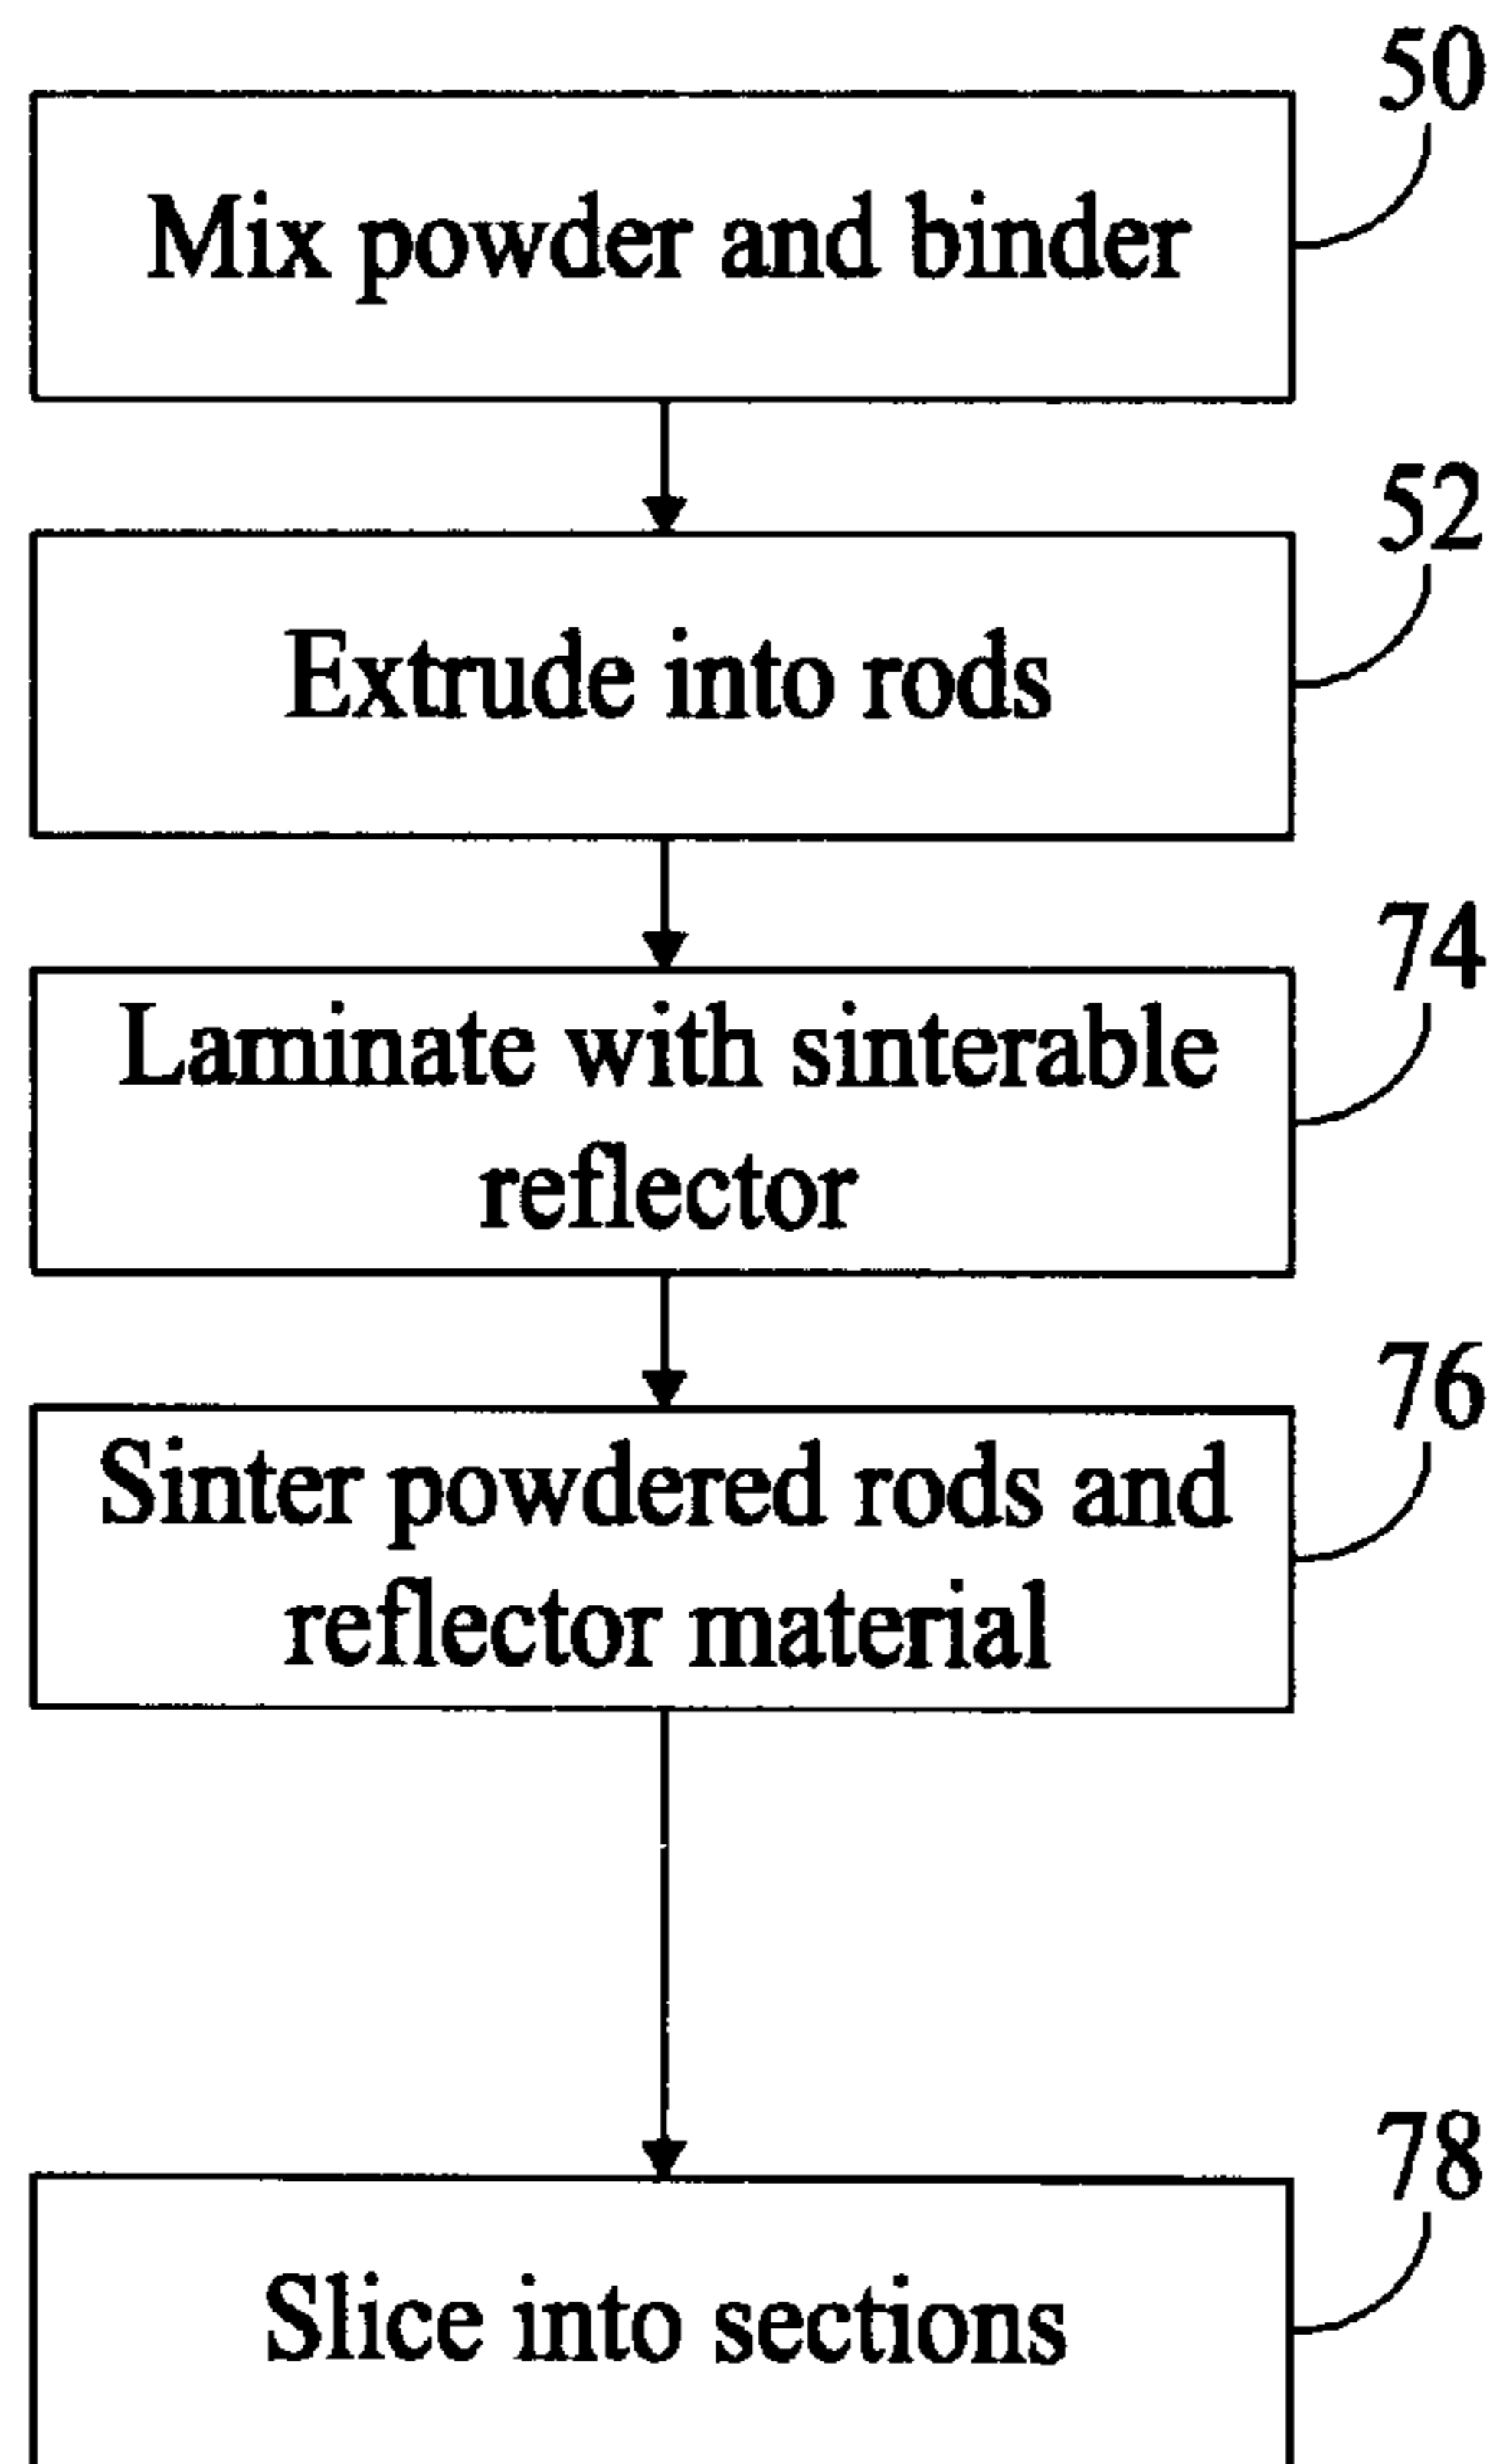 50
Mix powder and binder
52
Extrude into rods
74
Laminate with sinterable
reflector
76
Sinter powdered rods and
reflector material
78
Slice into sections